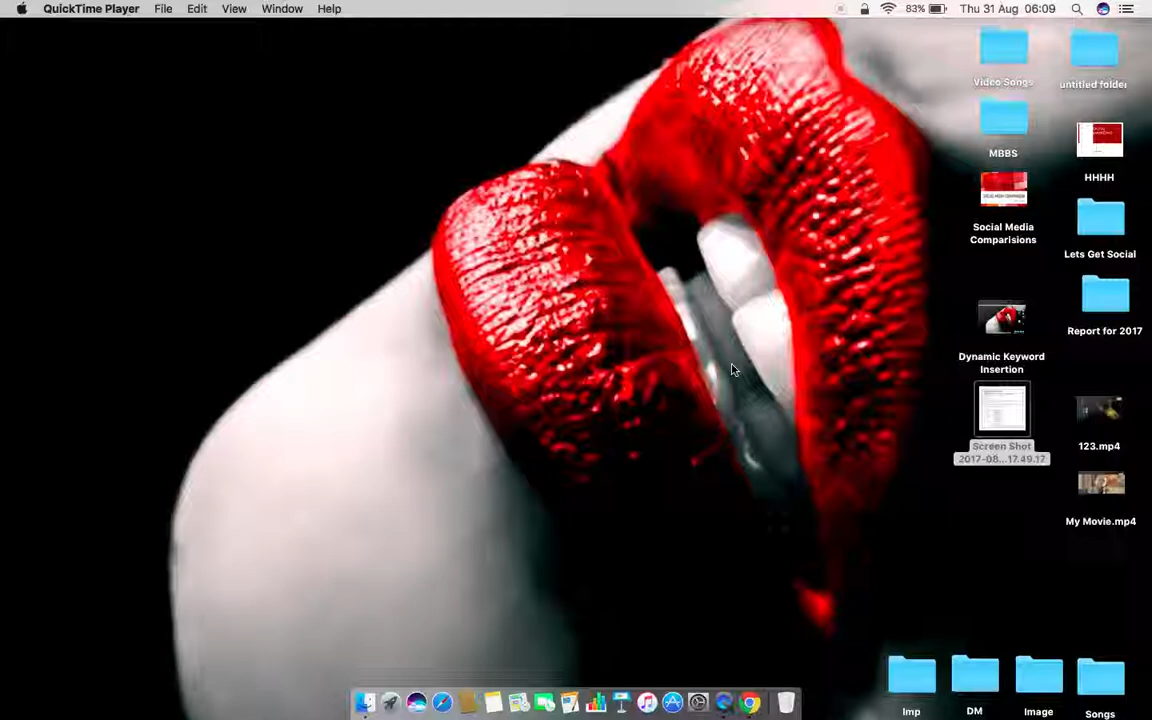 QuickTime Player File Edit View Window Help 83% Thu 31 Aug 06:09
Video Songs
untitled folder
MBBS
HHHH
Social Media
Comparisions
Lets Get Social
Report for 2017
Dynamic Keyword
Insertion
Screen Shot
2017-08...17.49.17
123.mp4
My Movie.mp4
Imp
DM
Image
Songs